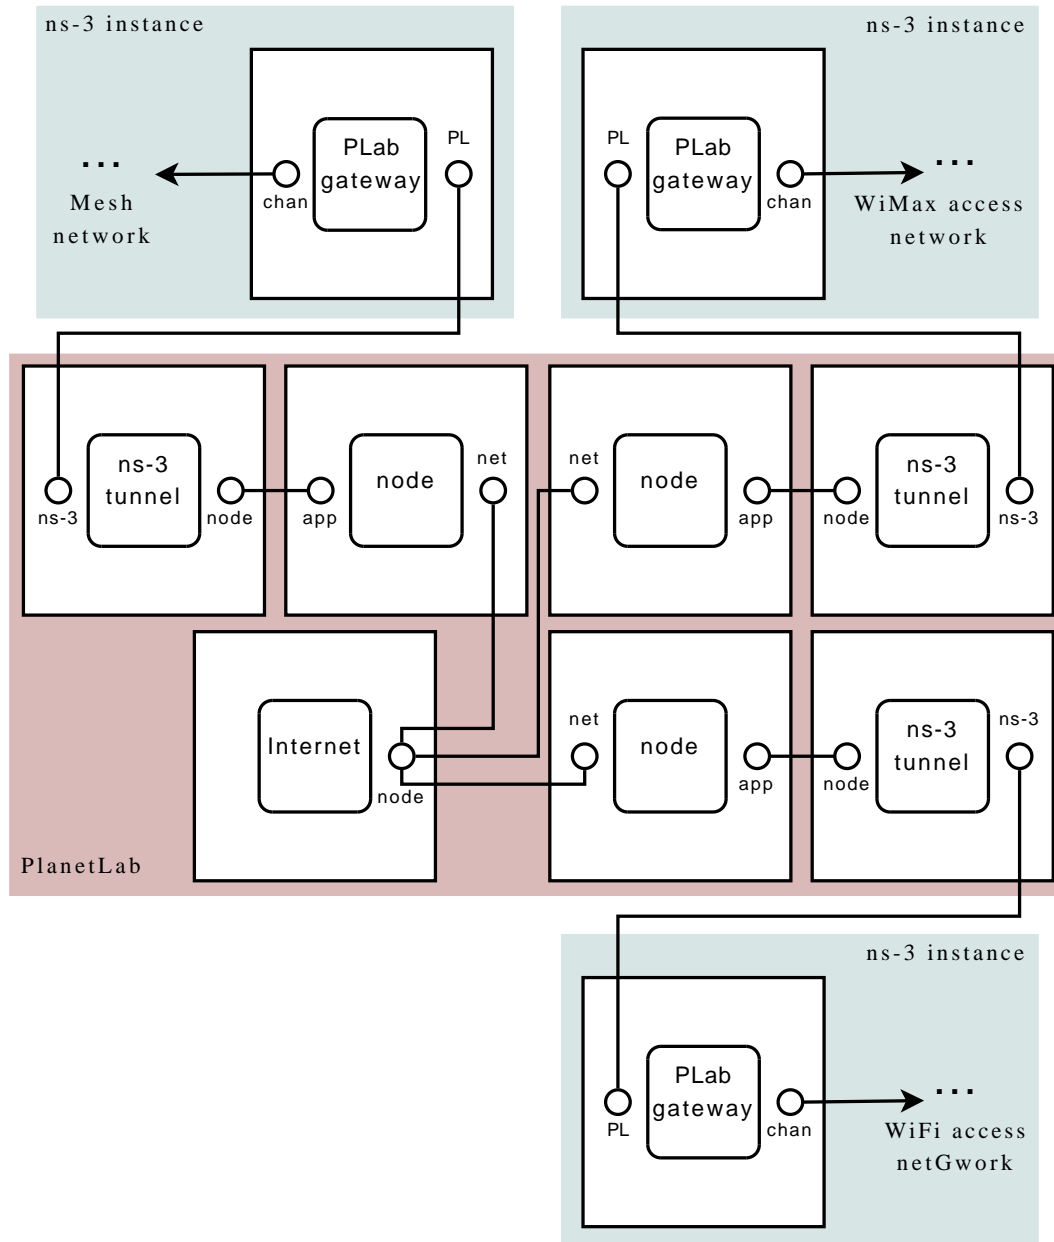 ns-3 instance
PLab
gateway
PL
chan
...
Mesh
network
ns-3 instance
PL
PLab
gateway
chan
...
WiMax access
network
ns-3
tunnel
ns-3
node
node
app
net
net
node
app
ns-3
tunnel
node
ns-3
Internet
node
net
node
app
ns-3
tunnel
node
ns-3
PlanetLab
ns-3 instance
PLab
gateway
PL
chan
...
WiFi access
netGwork